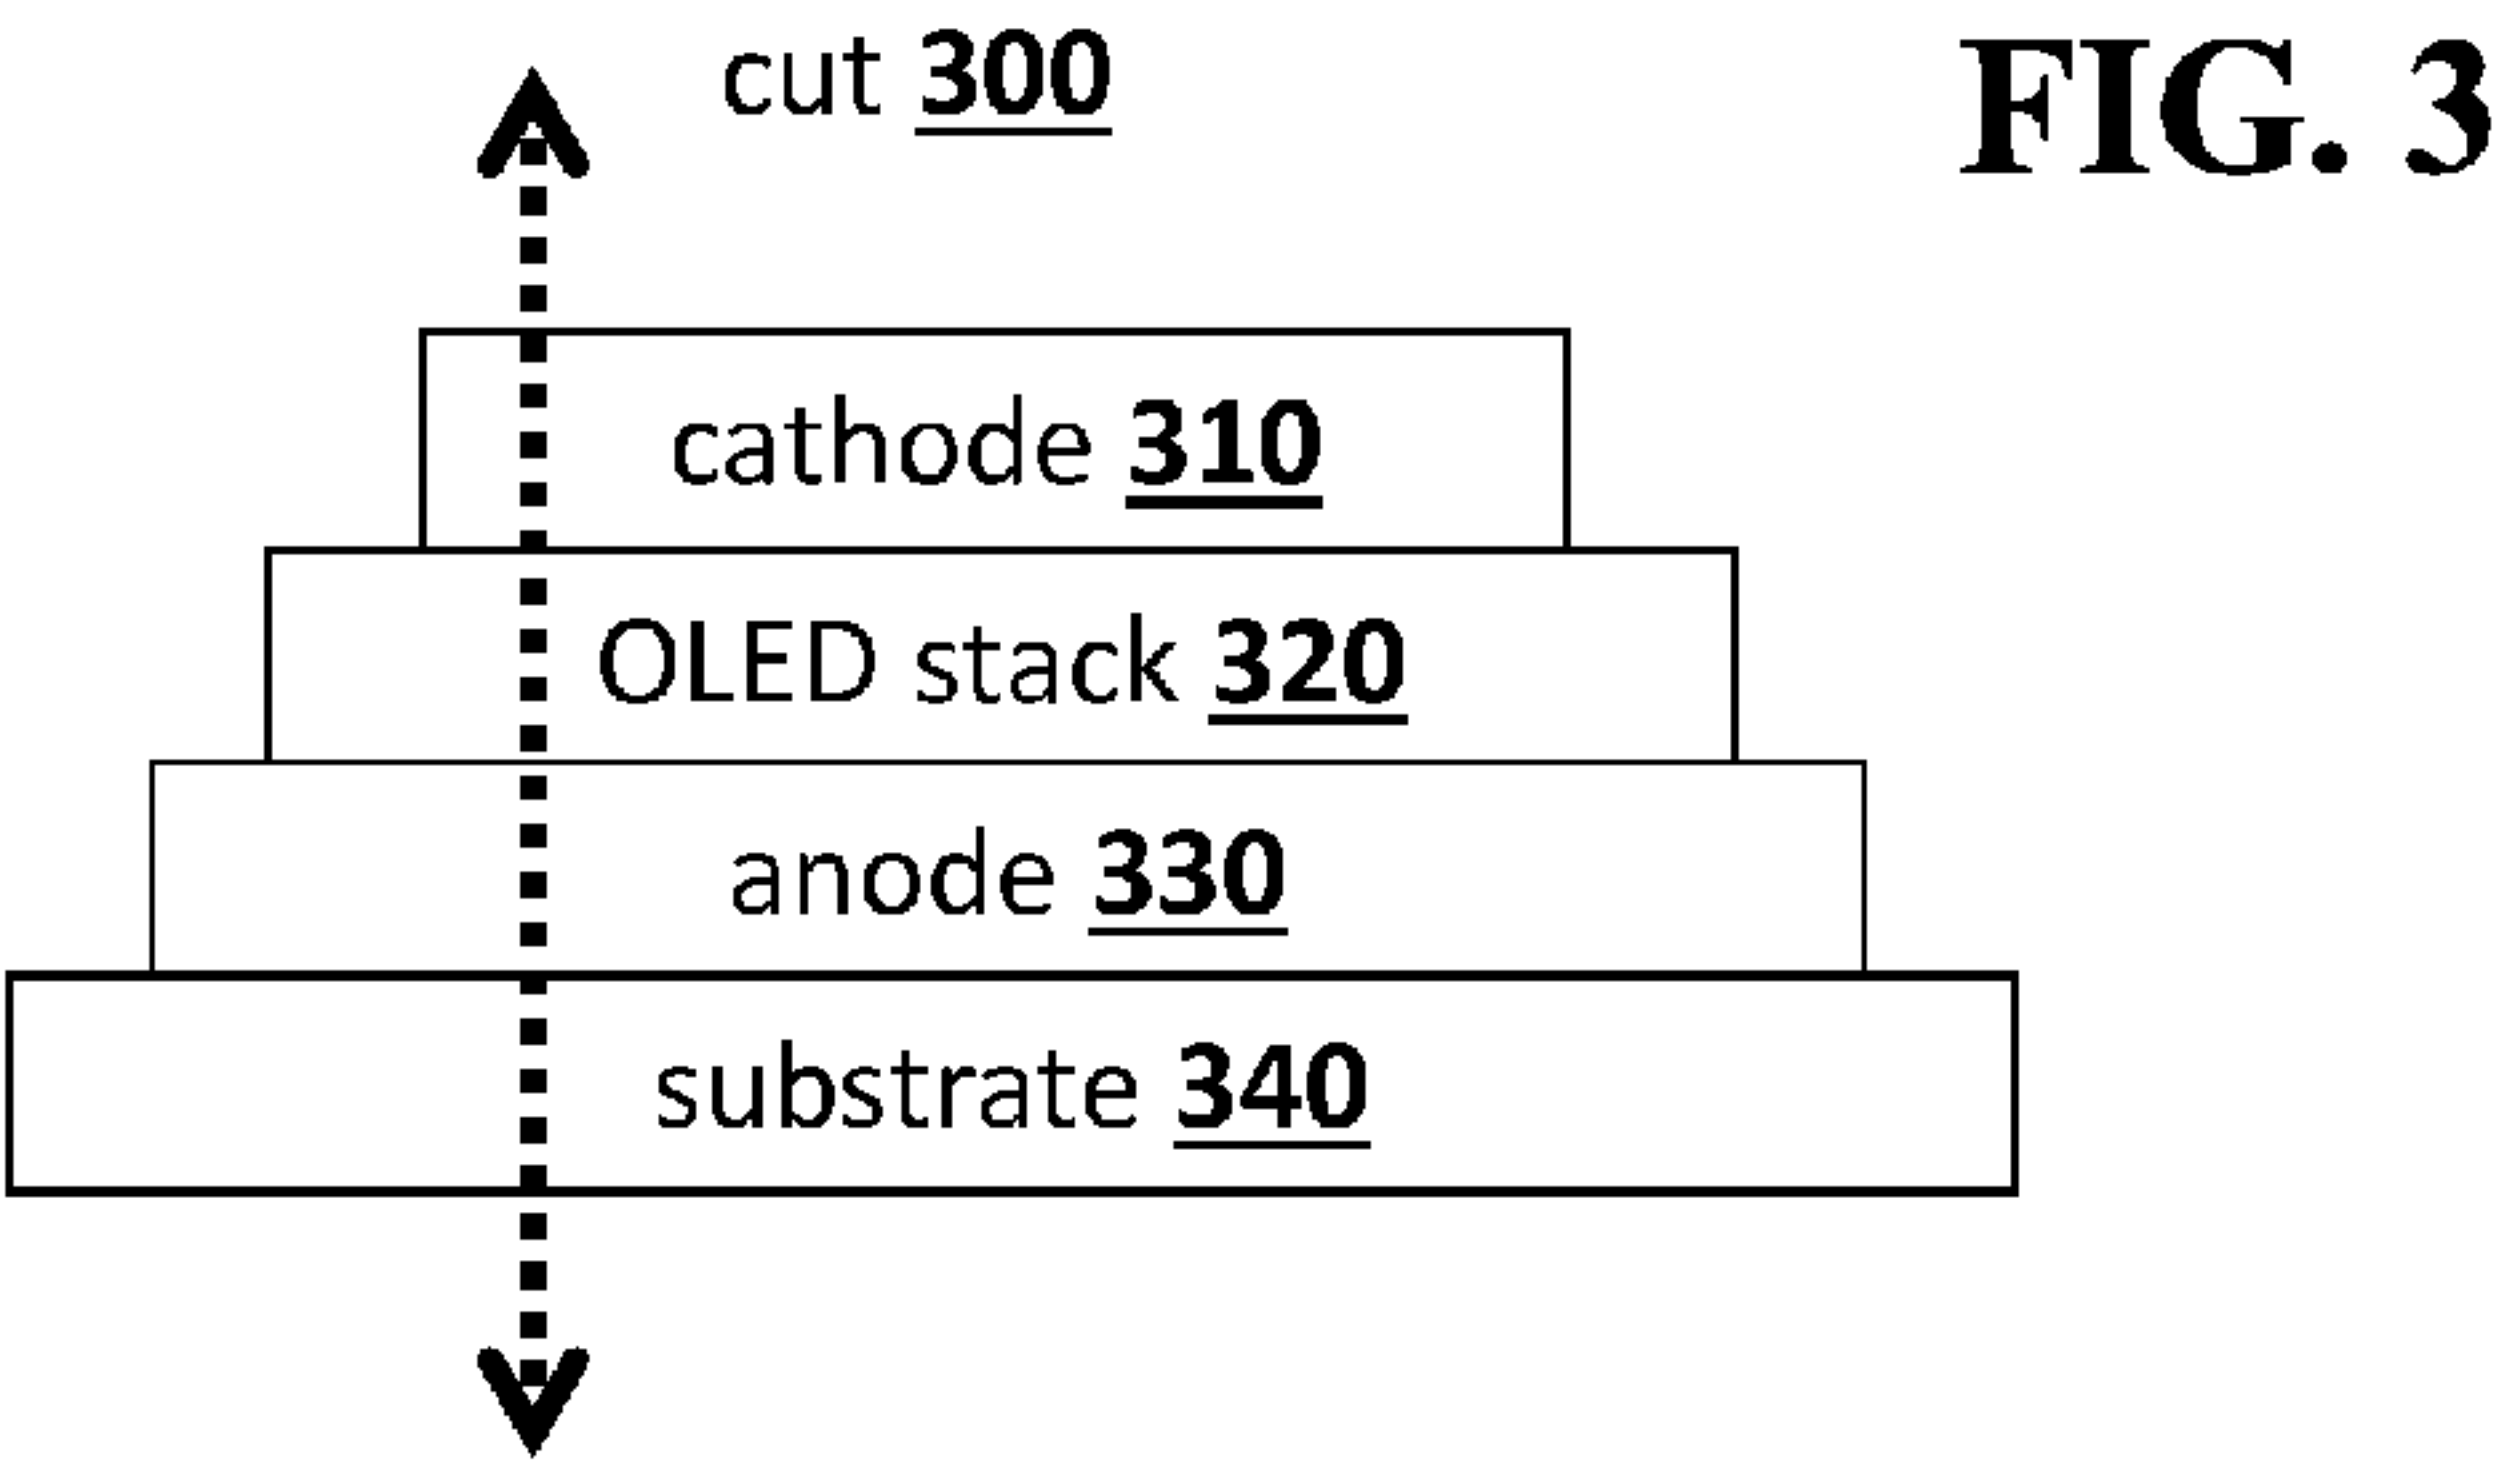 cut 300
FIG. 3
cathode 310
OLED stack 320
anode 330
substrate 340